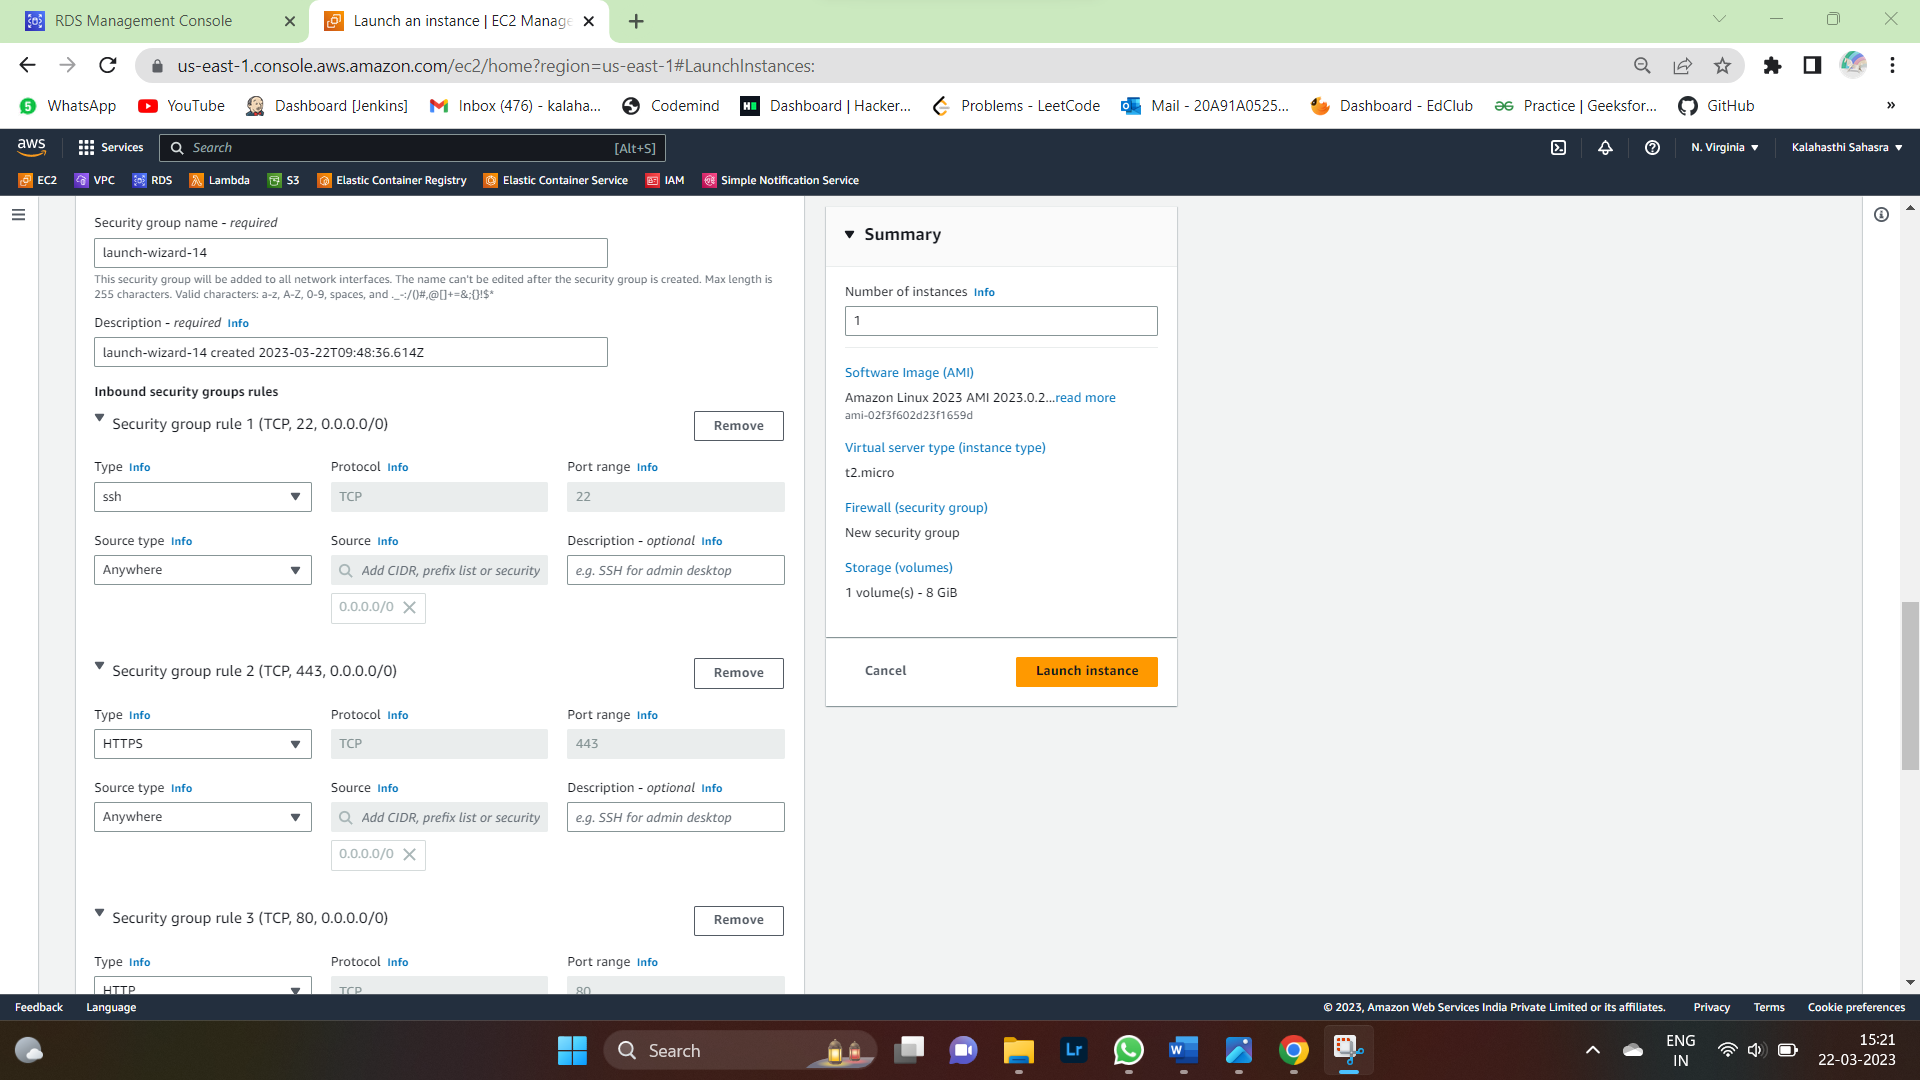 RDS Management Console
Launch an instance | EC2 Manage
us-east-1.console.aws.amazon.com/ec2/home?region=us-east-1#LaunchInstances:
WhatsApp
YouTube
Dashboard [Jenkins]
Inbox (476) - kalaha...
Codemind
Dashboard | Hacker...
Problems - LeetCode
Mail - 20A91A0525...
Dashboard - EdClub
Practice | Geeksfor...
GitHub
»
aws
Services
Search
[Alt+S]
N. Virginia
Kalahasthi Sahasra
EC2
VPC
RDS
Lambda
S3
Elastic Container Registry
Elastic Container Service
IAM
Simple Notification Service
Security group name - required
launch-wizard-14
This security group will be added to all network interfaces. The name can't be edited after the security group is created. Max length is
255 characters. Valid characters: a-z, A-Z, 0-9, spaces, and ._-:/()#,@[]+=&;{}!$*
Description - required Info
launch-wizard-14 created 2023-03-22T09:48:36.614Z
Inbound security groups rules
Security group rule 1 (TCP, 22, 0.0.0.0/0)
Remove
Type Info
Protocol Info
Port range Info
ssh
TCP
22
Source type Info
Source Info
Description - optional Info
Anywhere
Add CIDR, prefix list or security
e.g. SSH for admin desktop
0.0.0.0/0
Security group rule 2 (TCP, 443, 0.0.0.0/0)
Remove
Type Info
Protocol Info
Port range Info
HTTPS
TCP
443
Source type Info
Source Info
Description - optional Info
Anywhere
Add CIDR, prefix list or security
e.g. SSH for admin desktop
0.0.0.0/0
Security group rule 3 (TCP, 80, 0.0.0.0/0)
Remove
Type Info
Protocol Info
Port range Info
HTTP
TCP
80
Summary
Number of instances Info
1
Software Image (AMI)
Amazon Linux 2023 AMI 2023.0.2...read more
ami-02f3f602d23f1659d
Virtual server type (instance type)
t2.micro
Firewall (security group)
New security group
Storage (volumes)
1 volume(s) - 8 GiB
Cancel
Launch instance
Feedback
Language
© 2023, Amazon Web Services India Private Limited or its affiliates.
Privacy
Terms
Cookie preferences
Search
Lr
W
ENG
IN
15:21
22-03-2023